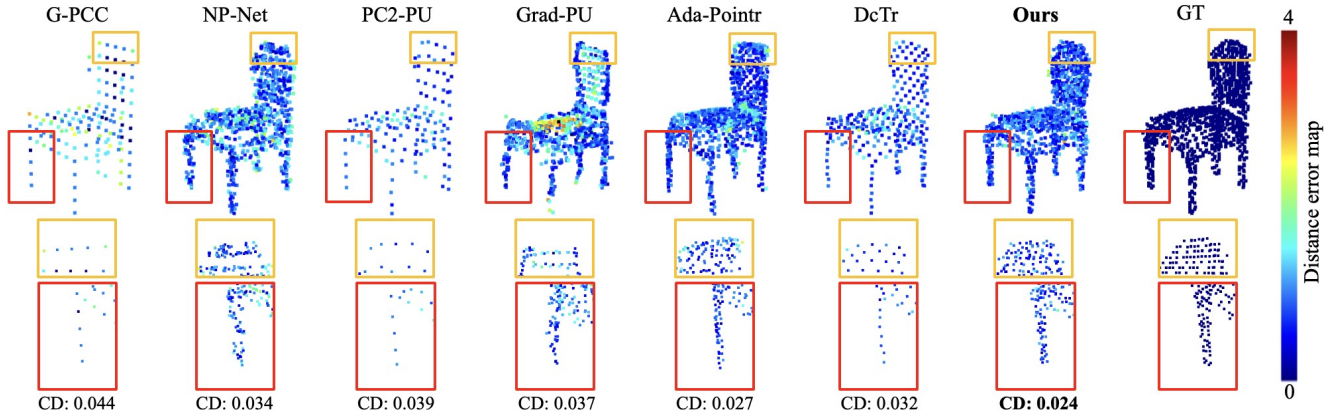 G-PCC NP-Net PC2-PU Grad-PU Ada-Pointr DcTr Ours GT
4
Distance error map
0
CD: 0.044 CD: 0.034 CD: 0.039 CD: 0.037 CD: 0.027 CD: 0.032 CD: 0.024